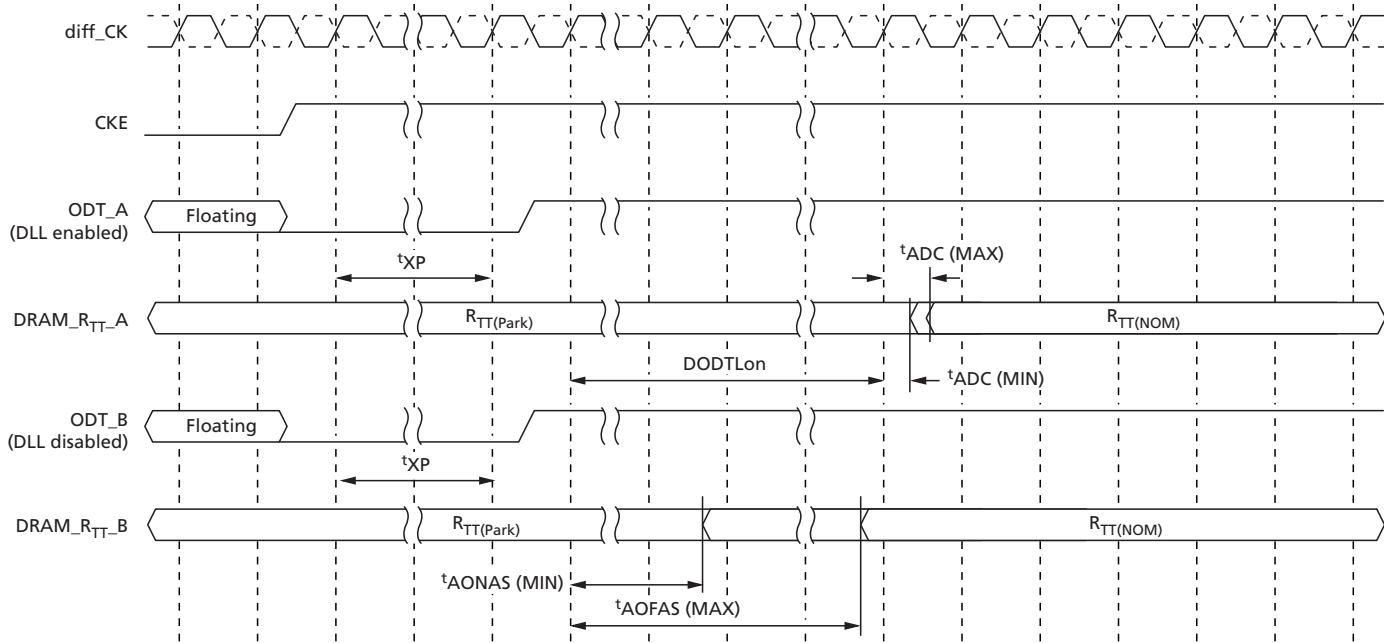 diff_CK
CKE
ODT_A
(DLL enabled)
Floating
tXP
tADC (MAX)
DRAM_RTT_A
RTT(Park)
RTT(NOM)
DODTLon
tADC (MIN)
ODT_B
(DLL disabled)
Floating
tXP
DRAM_RTT_B
RTT(Park)
RTT(NOM)
tAONAS (MIN)
tAOFAS (MAX)